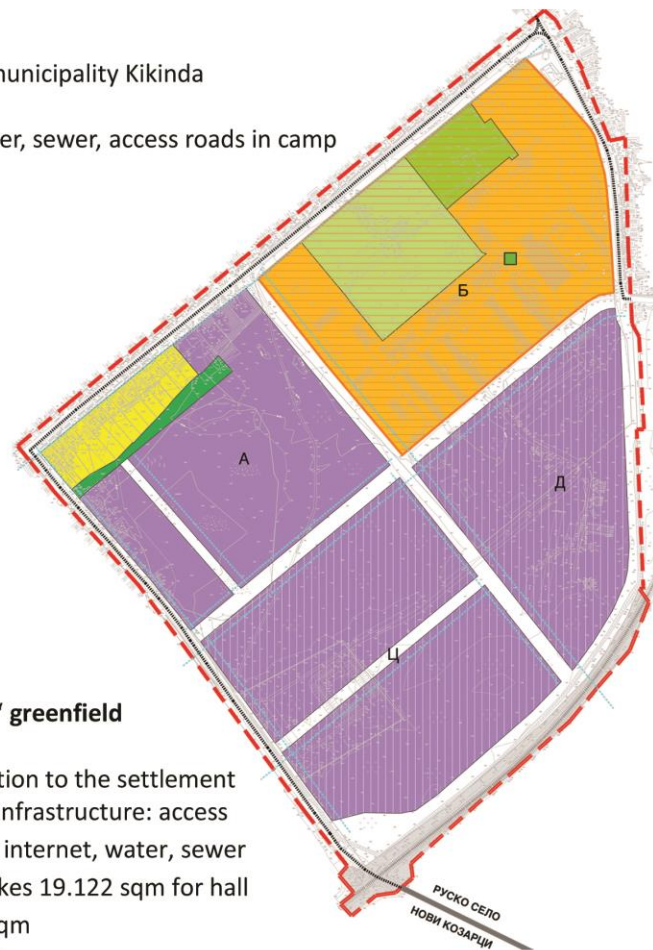 municipality Kikinda
er, sewer, access roads in camp
Б
А
Д
Ц
' greenfield
tion to the settlement
nfrastructure: access
internet, water, sewer
kes 19.122 sqm for hall
qm
РУСКО СЕЛО
НОВИ КОЗАРЦИ